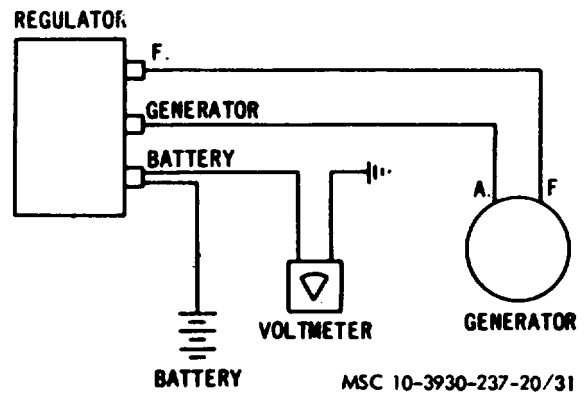 REGULATOR
F.
GENERATOR
BATTERY
A.
F
VOLTMETER
GENERATOR
BATTERY
MSC 10-3930-237-20/31